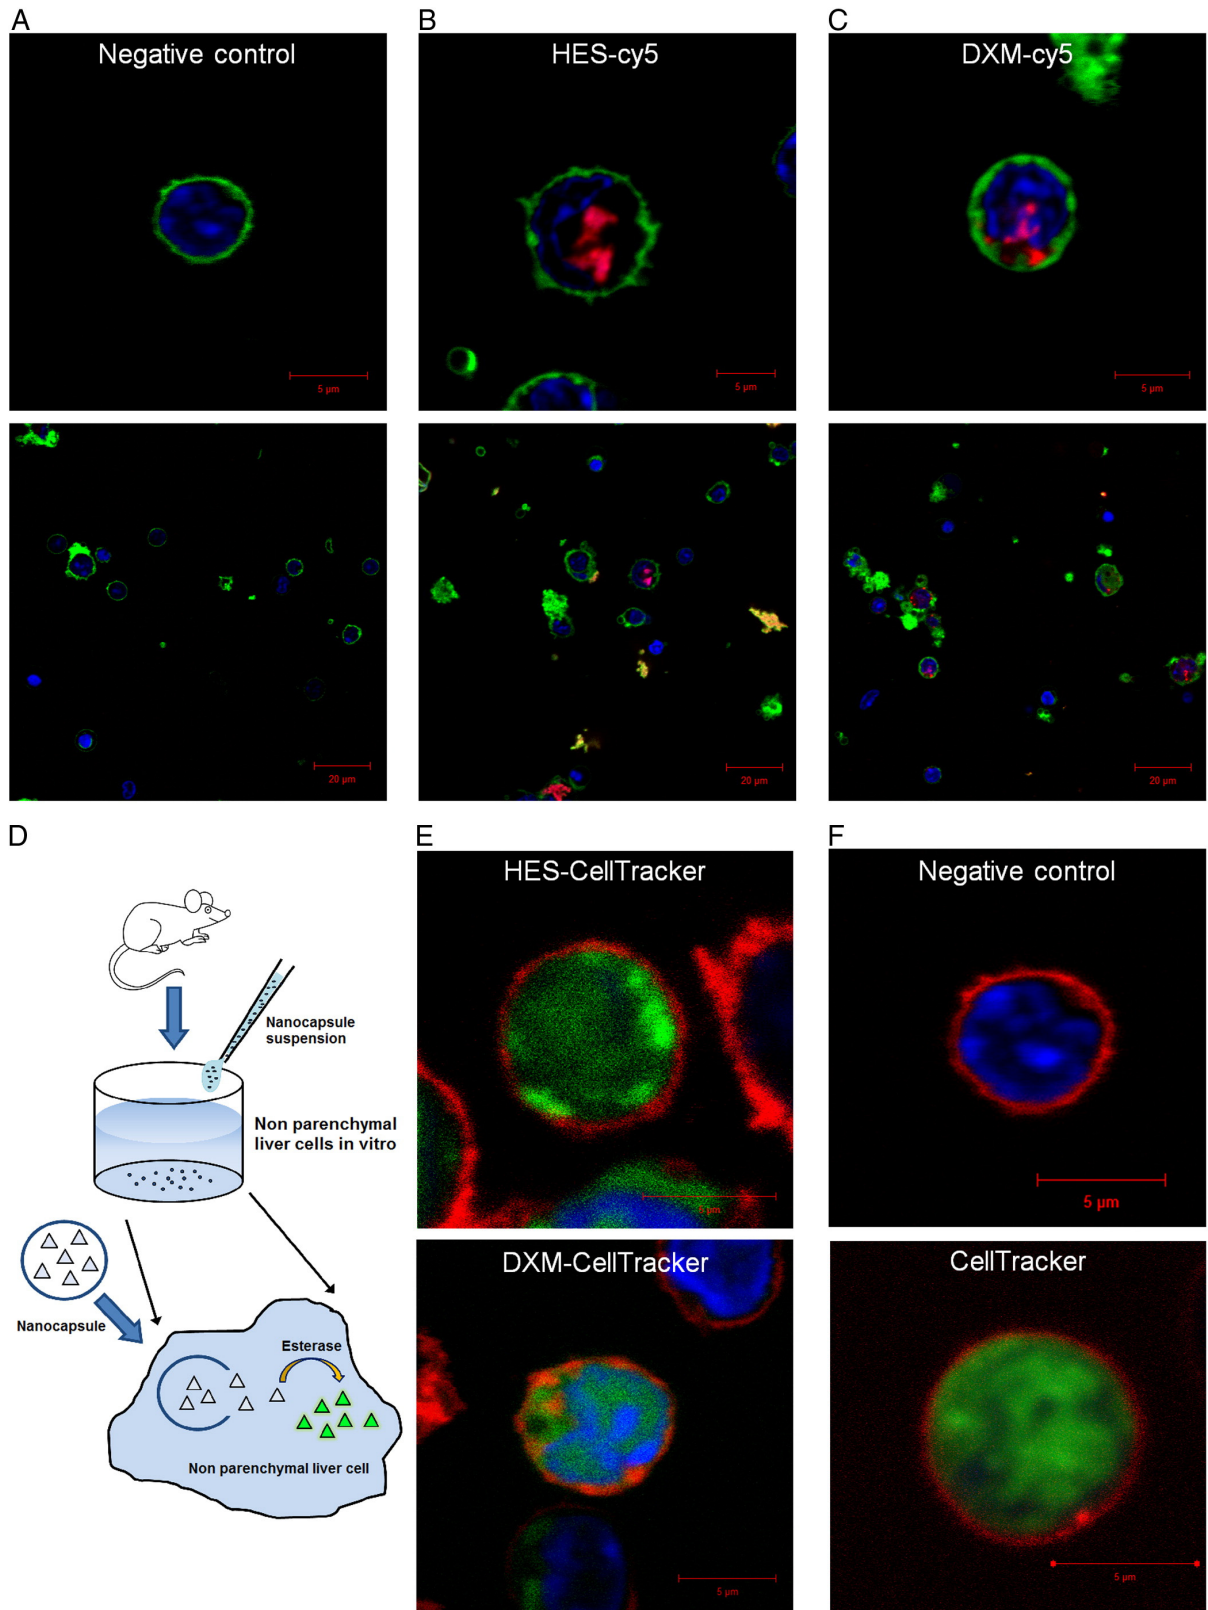 A
B
C
Negative control
HES-cy5
DXM-cy5
5 µm
5 µm
5 µm
20 µm
20 µm
20 µm
D
E
F
HES-CellTracker
Negative control
Nanocapsule
suspension
Non parenchymal
liver cells in vitro
5 µm
5 µm
DXM-CellTracker
CellTracker
Nanocapsule
Esterase
Non parenchymal liver cell
5 µm
5 µm